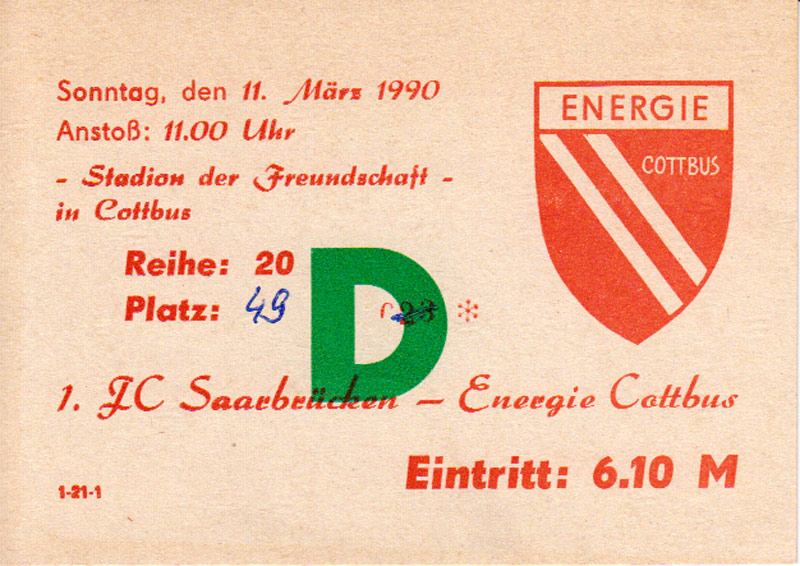 Sonntag, den 11. März 1990
Anstoß: 11.00 Uhr
- Stadion der Freundschaft -
in Cottbus
ENERGIE
COTTBUS
Reihe: 20
Platz: 49
D
1. FC Saarbrücken – Energie Cottbus
Eintritt: 6.10 M
1-21-1